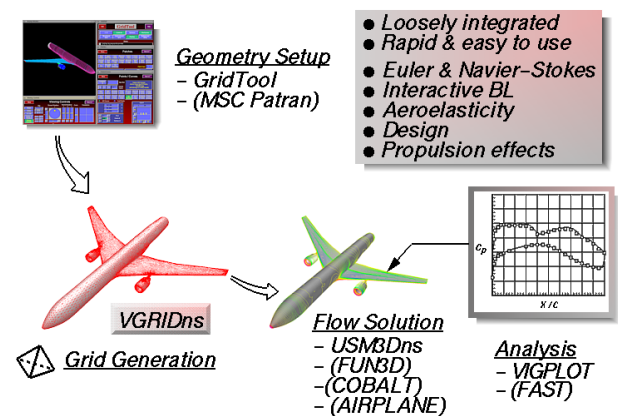 GridTool
Geometry Setup
– GridTool
– (MSC Patran)
● Loosely integrated
● Rapid & easy to use
● Euler & Navier–Stokes
● Interactive BL
● Aeroelasticity
● Design
● Propulsion effects
VGRIDns
Grid Generation
Flow Solution
– USM3Dns
– (FUN3D)
–(COBALT)
– (AIRPLANE)
Cp
X/C
Analysis
– VIGPLOT
– (FAST)